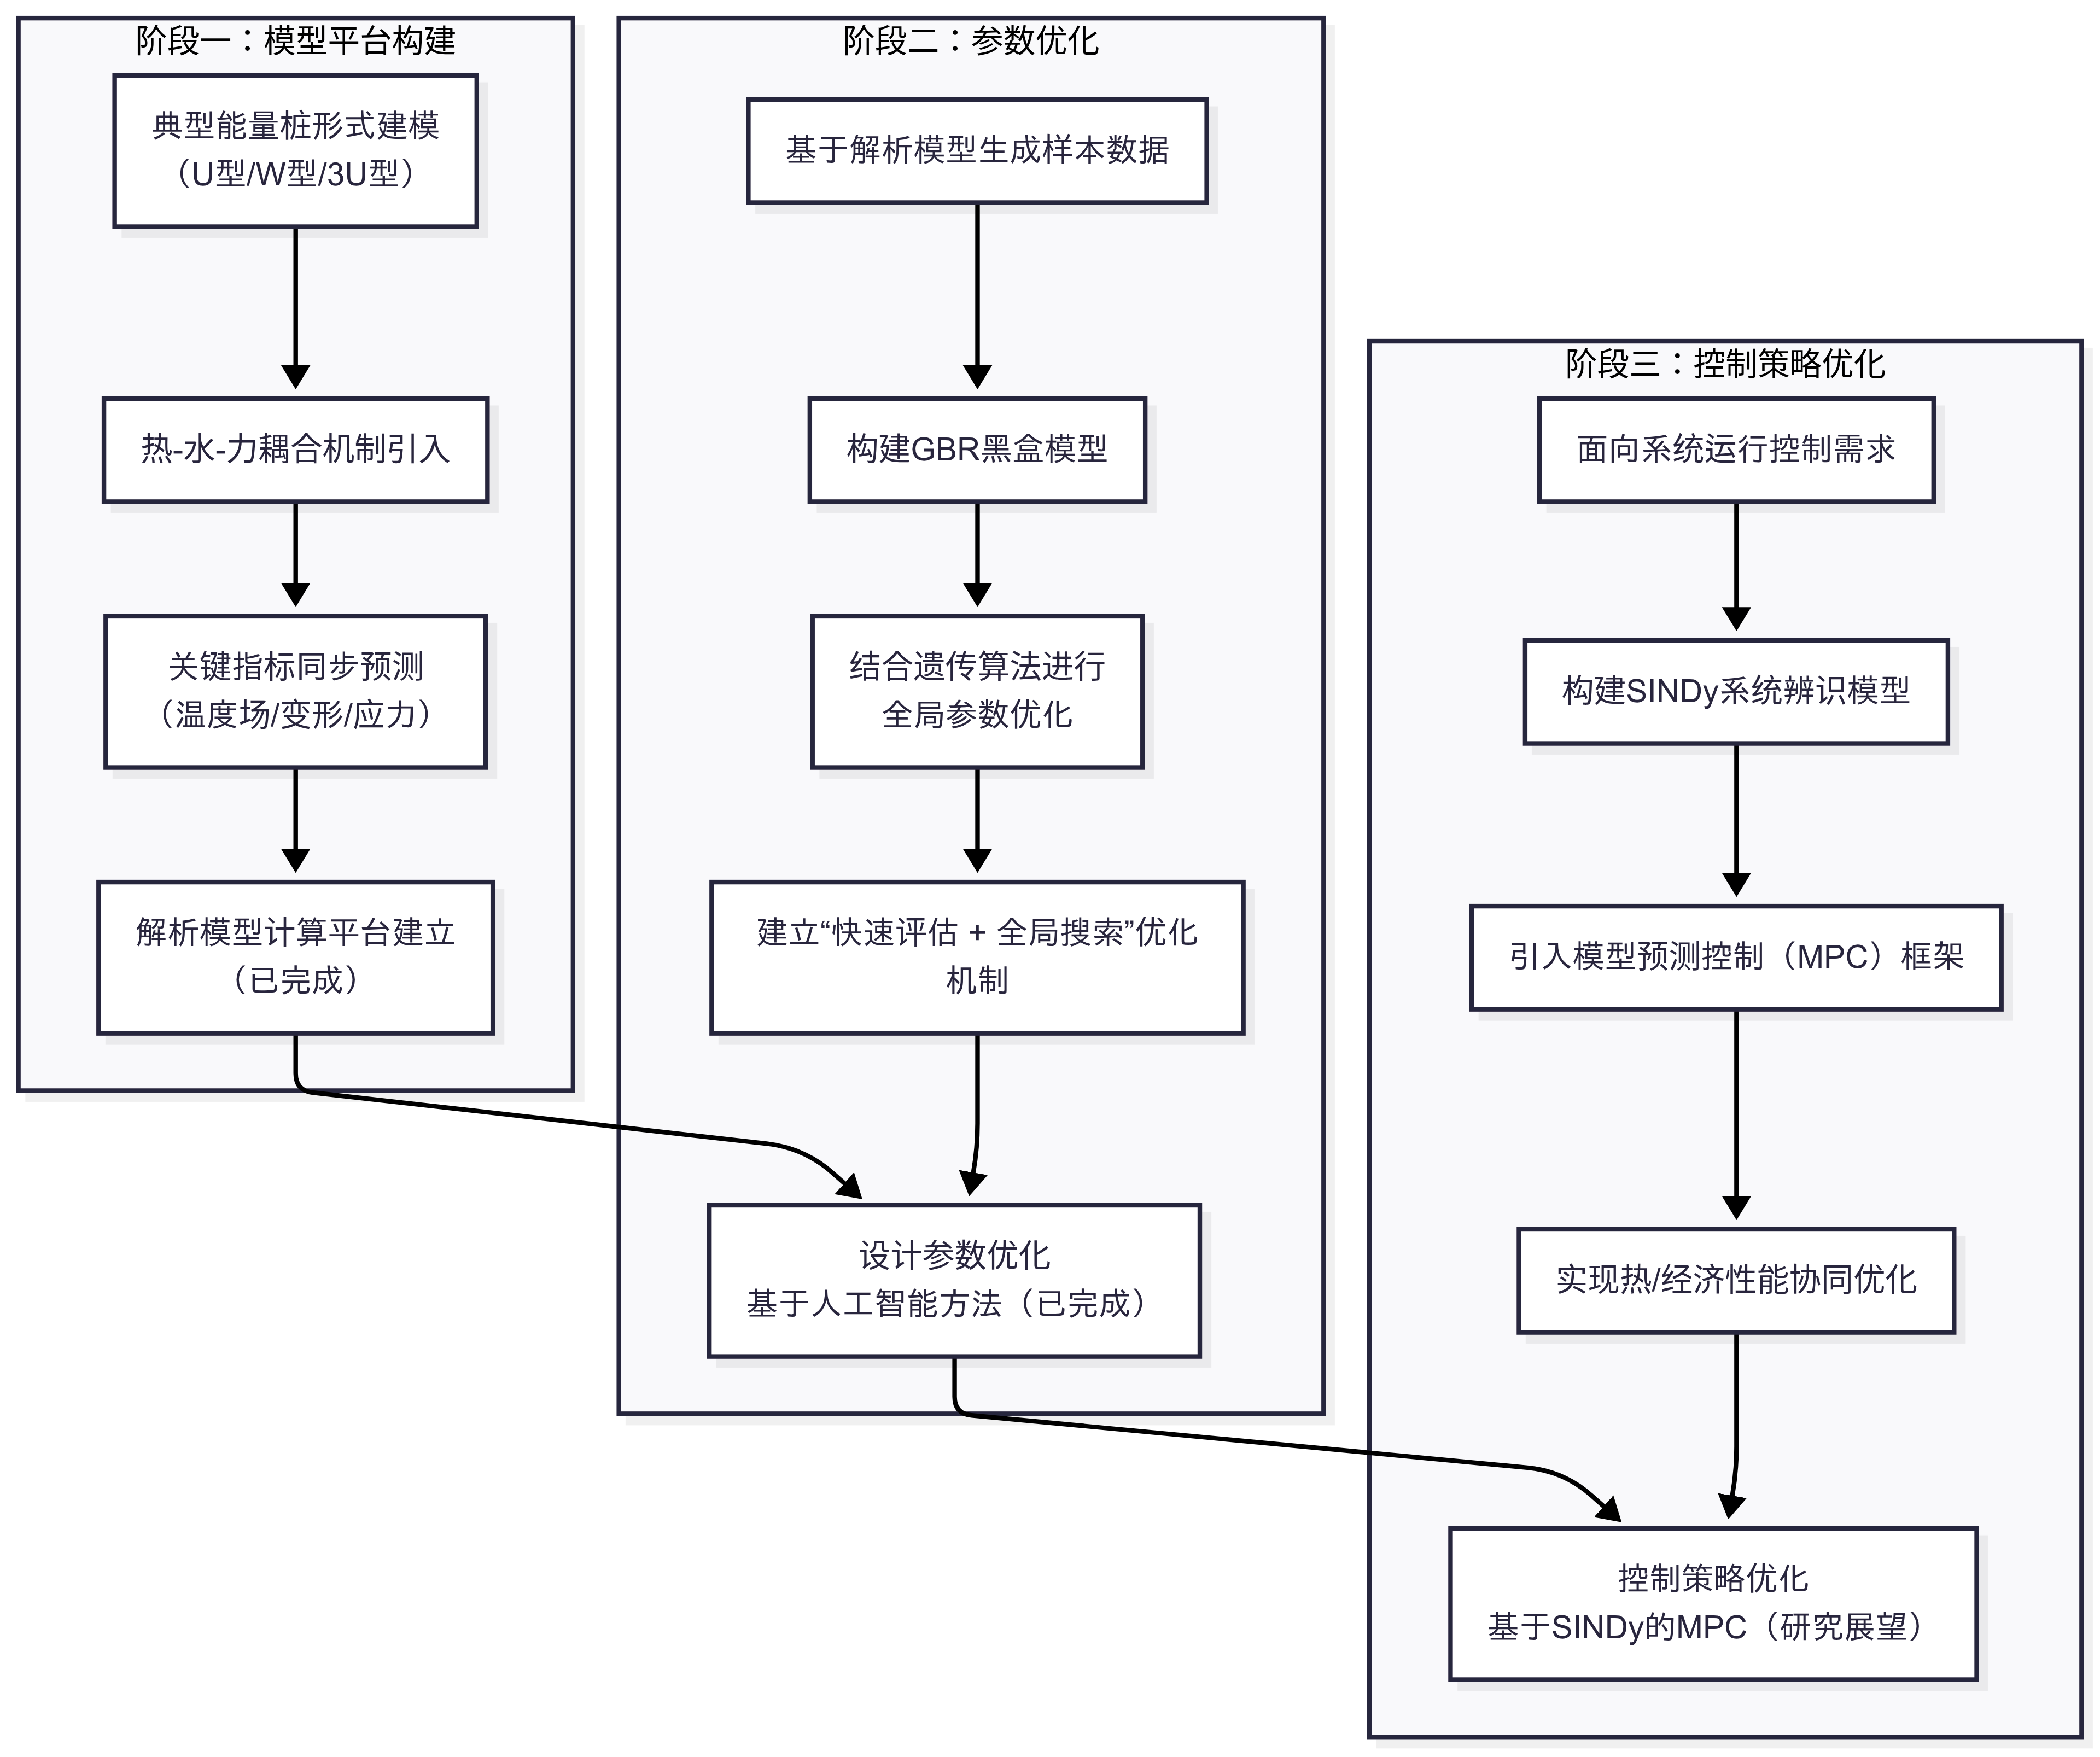 阶段一：模型平台构建
典型能量桩形式建模
（U型/W型/3U型）
热-水-力耦合机制引入
关键指标同步预测
（温度场/变形/应力）
解析模型计算平台建立
（已完成）
阶段二：参数优化
基于解析模型生成样本数据
构建GBR黑盒模型
结合遗传算法进行
全局参数优化
建立“快速评估 + 全局搜索”优化
机制
设计参数优化
基于人工智能方法（已完成）
阶段三：控制策略优化
面向系统运行控制需求
构建SINDy系统辨识模型
引入模型预测控制（MPC）框架
实现热/经济性能协同优化
控制策略优化
基于SINDy的MPC（研究展望）